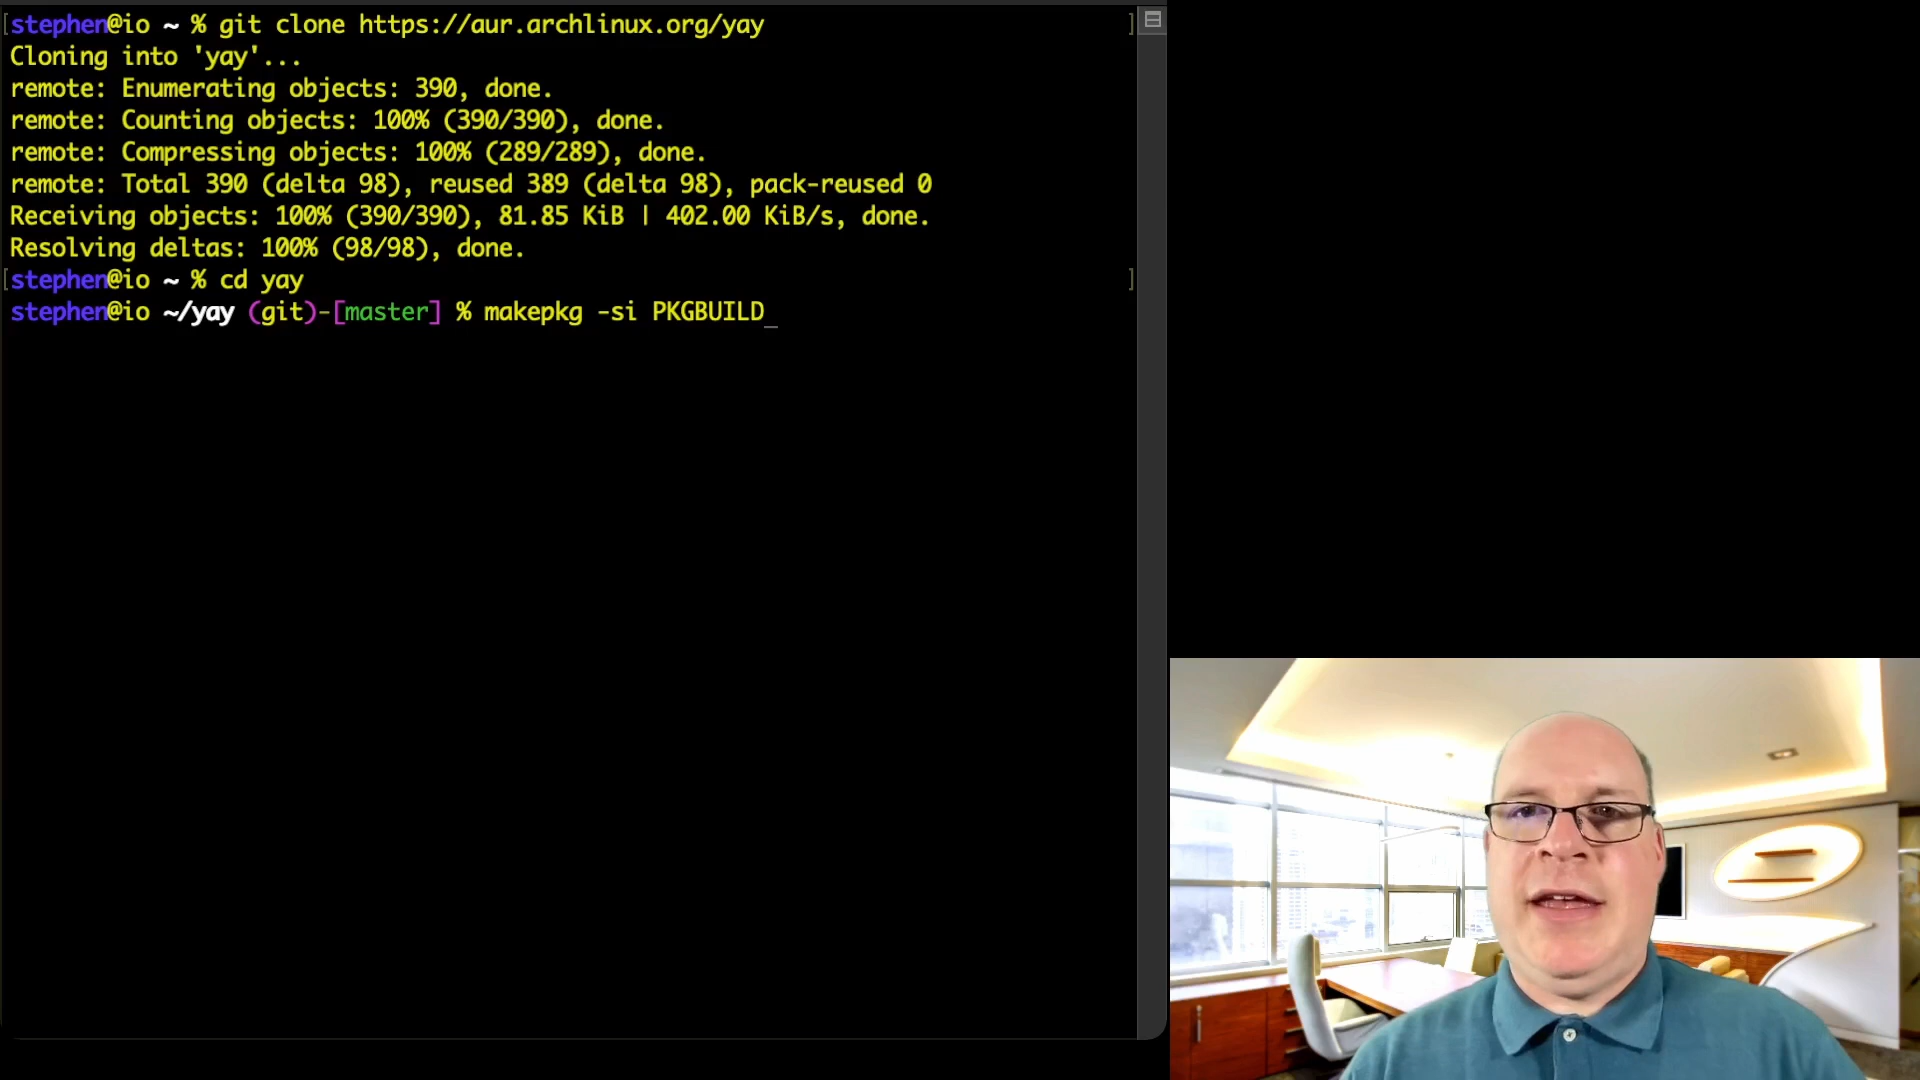 [stephen@io ~ % git clone https://aur.archlinux.org/yay ]
Cloning into 'yay'...
remote: Enumerating objects: 390, done.
remote: Counting objects: 100% (390/390), done.
remote: Compressing objects: 100% (289/289), done.
remote: Total 390 (delta 98), reused 389 (delta 98), pack-reused 0
Receiving objects: 100% (390/390), 81.85 KiB | 402.00 KiB/s, done.
Resolving deltas: 100% (98/98), done.
[stephen@io ~ % cd yay ]
stephen@io ~/yay (git)-[master] % makepkg -si PKGBUILD_